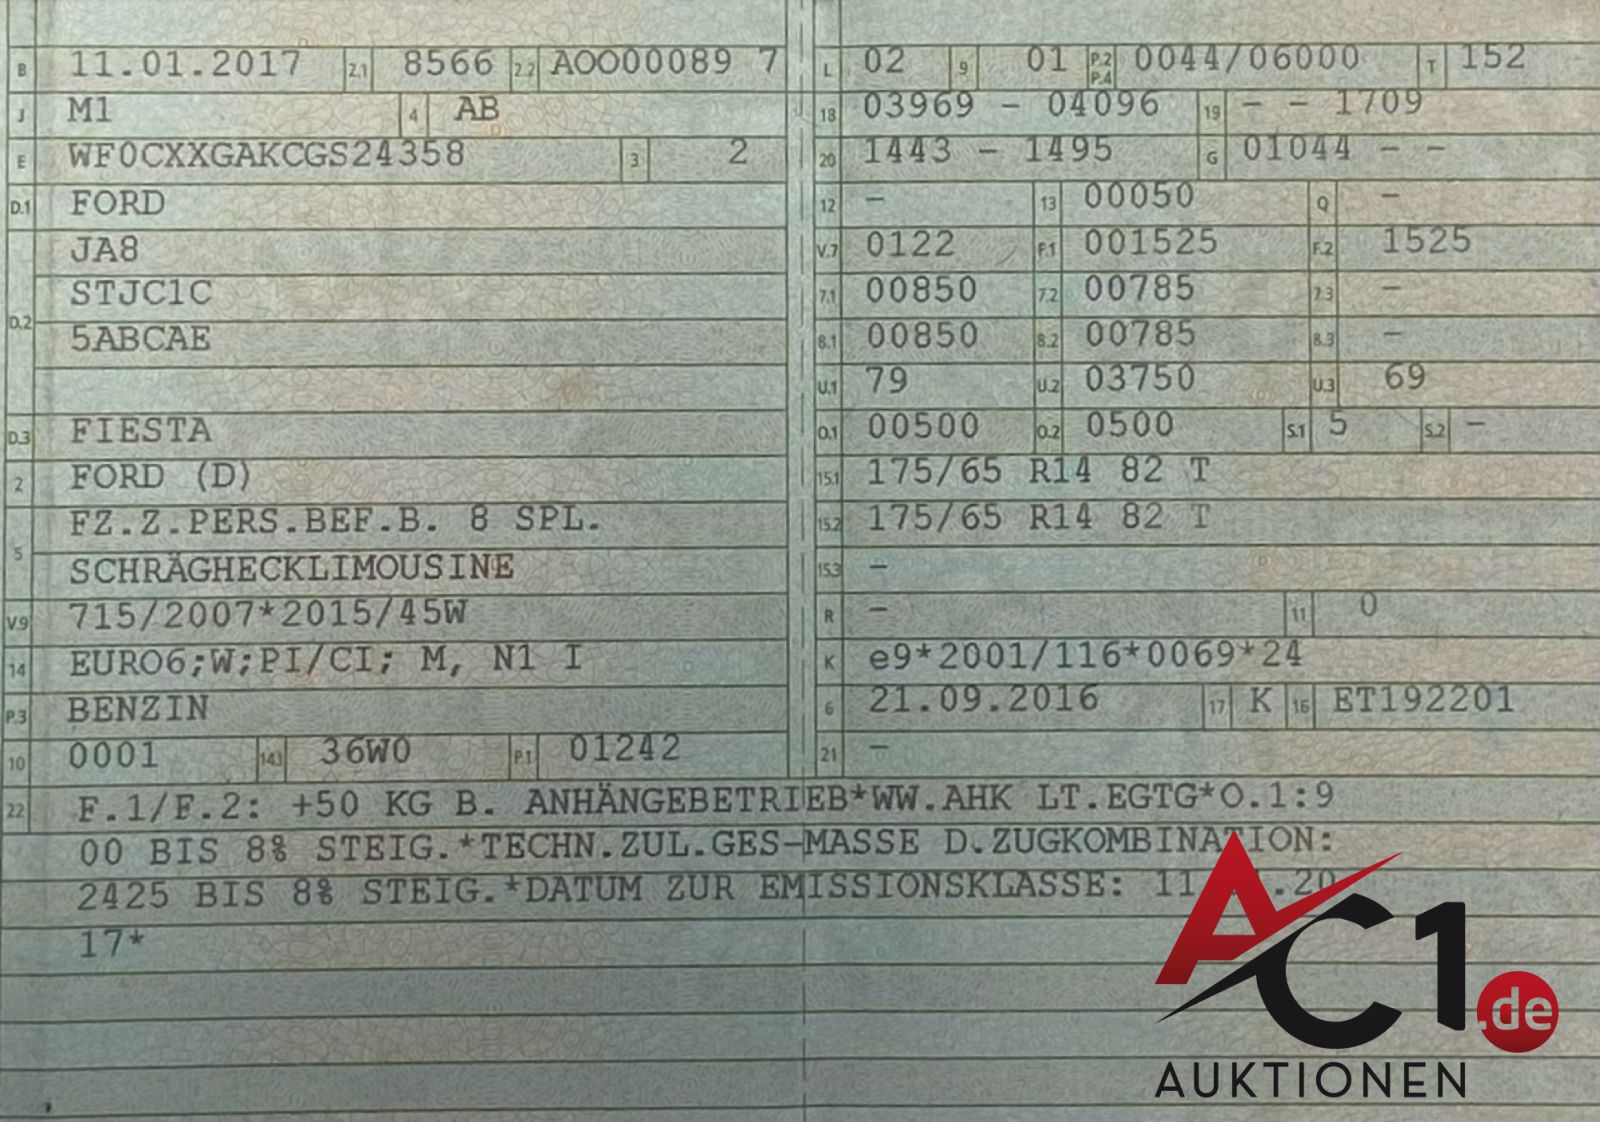 B 11.01.2017 2.1 8566 2.2 AOO00089 7
J M1 4 AB
E WF0CXXGAKCGS24358 3 2
D.1 FORD
JA8
D.2 STJC1C
5ABCAE
D.3 FIESTA
2 FORD (D)
FZ.Z.PERS.BEF.B. 8 SPL.
5 SCHRÄGHECKLIMOUSINE
V.9 715/2007*2015/45W
14 EURO6;W;PI/CI; M, N1 I
P.3 BENZIN
10 0001 14.1 36W0 P.1 01242
L 02 9 01 P.2 P.4 0044/06000 T 152
18 03969 - 04096 19 - - 1709
20 1443 - 1495 G 01044 - -
12 - 13 00050 Q -
V.7 0122 F.1 001525 F.2 1525
7.1 00850 7.2 00785 7.3 -
8.1 00850 8.2 00785 8.3 -
U.1 79 U.2 03750 U.3 69
O.1 00500 O.2 0500 S.1 5 S.2 -
15.1 175/65 R14 82 T
15.2 175/65 R14 82 T
15.3 -
R - 11 0
K e9*2001/116*0069*24
6 21.09.2016 17 K 16 ET192201
21 -
22 F.1/F.2: +50 KG B. ANHÄNGEBETRIEB*WW.AHK LT.EGTG*O.1:9
00 BIS 8% STEIG.*TECHN.ZUL.GES-MASSE D.ZUGKOMBINATION:
2425 BIS 8% STEIG.*DATUM ZUR EMISSIONSKLASSE: 11 .20
17*
AC1.de
AUKTIONEN